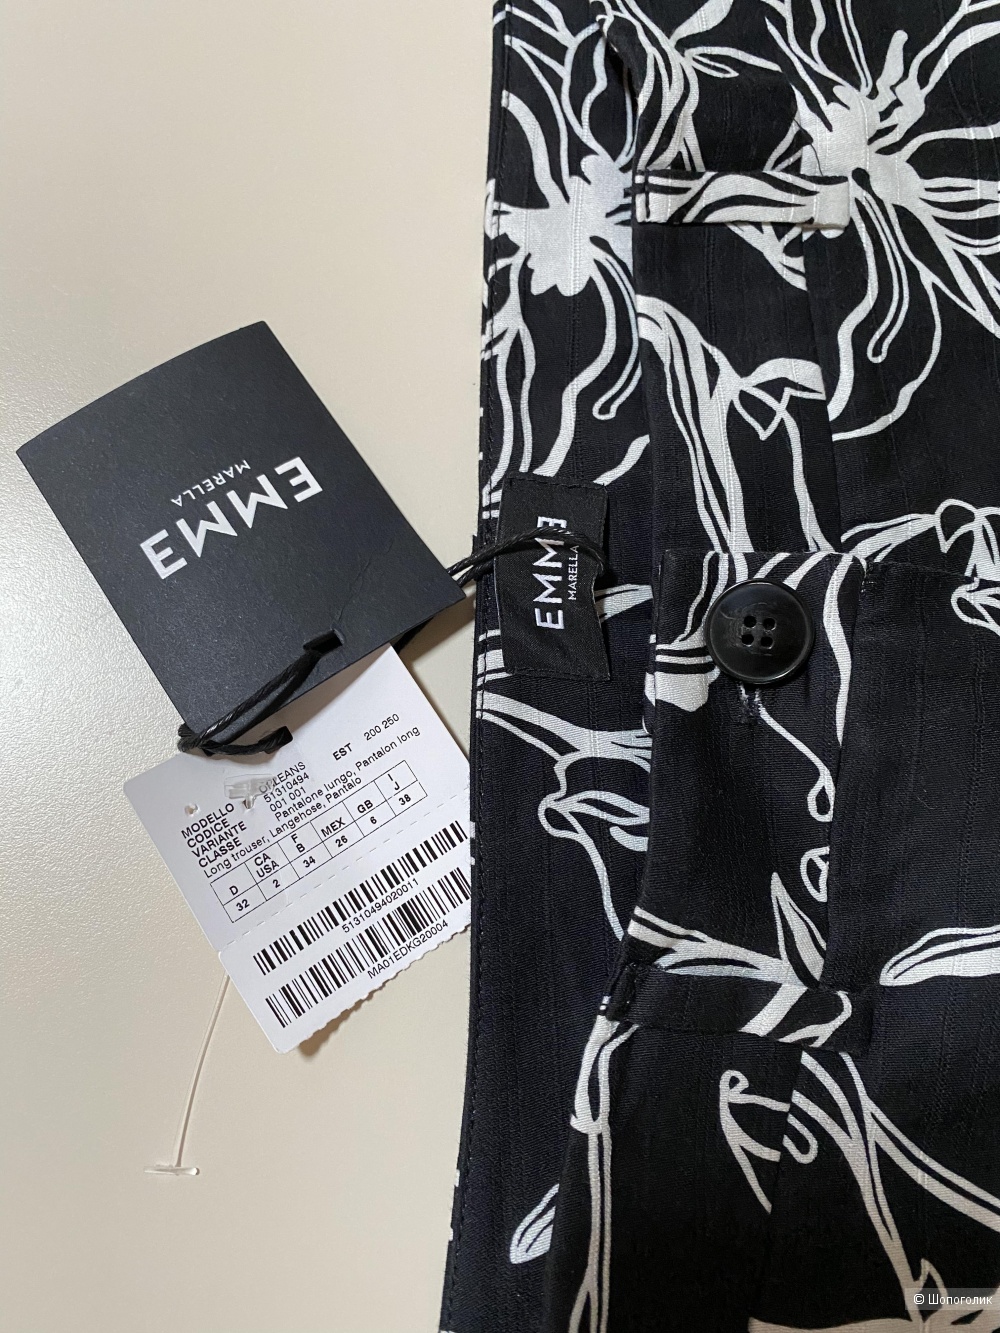 EMME
MARELLA
EMME
MARELLA
EST 200 250
MODELLO ORLEANS
CODICE 51310494
VARIANTE 001 001
CLASSE Pantalone lungo, Pantalon long
Long trouser, Langehose, Pantalo
D CA USA F B MEX GB I J
32 2 34 26 6 38
51310494020011
MA01EDKG20004
© Шопоголик